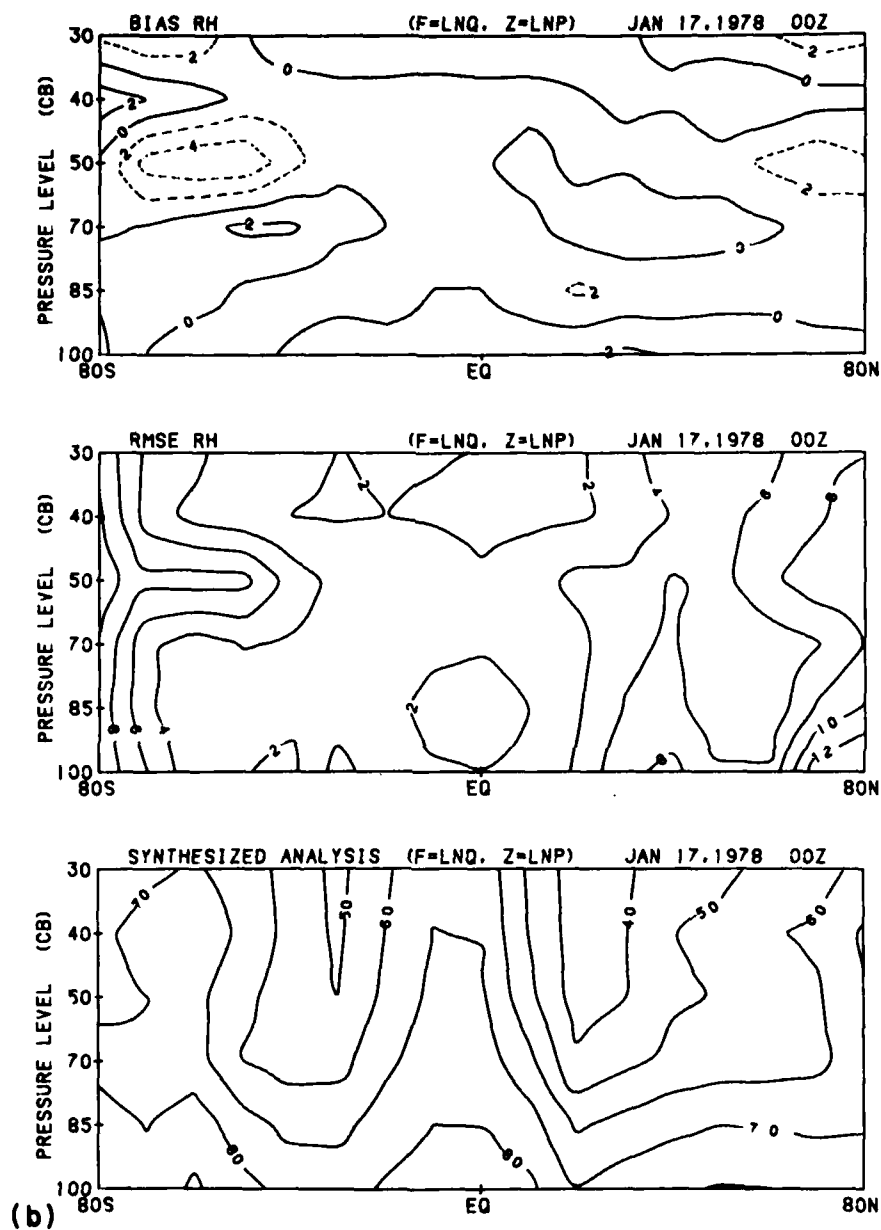 BIAS RH (F=LNQ, Z=LNP) JAN 17,1978 00Z
PRESSURE LEVEL (CB)
30
40
50
70
85
100
80S EQ 80N
2 2
0 0
2 0
0
2 4
2
2
0
2
0 0
2
RMSE RH (F=LNQ, Z=LNP) JAN 17,1978 00Z
PRESSURE LEVEL (CB)
30
40
50
70
85
100
80S EQ 80N
2 2 4 6 8
2
8 6 4
10
2 8 12
SYNTHESIZED ANALYSIS (F=LNQ, Z=LNP) JAN 17,1978 00Z
PRESSURE LEVEL (CB)
30
40
50
70
85
100
80S EQ 80N
70 50 60 40 50 60
70
80 80
(b)